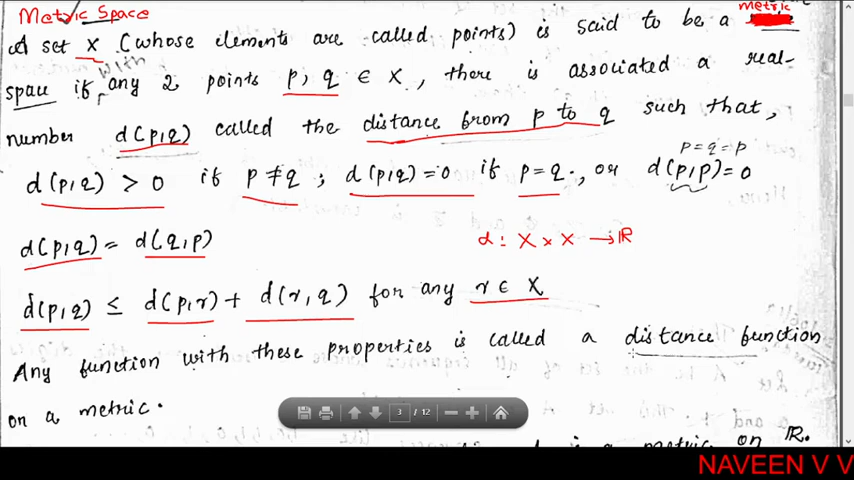 Metric Space
A set X (whose elements are called points) is said to be a metric
space if with any 2 points p, q ∈ X, there is associated a real-
number d(p,q) called the distance from p to q such that,
p=q=p
d(p,q) > 0 if p≠q ; d(p,q)=0 if p=q., or d(p,p)=0
d(p,q) = d(q,p)
d : X × X → ℝ
d(p,q) ≤ d(p,r) + d(r,q) for any r ∈ X
Any function with these properties is called a distance function
on a metric.
3 / 12
is a metric on ℝ.
NAVEEN V V